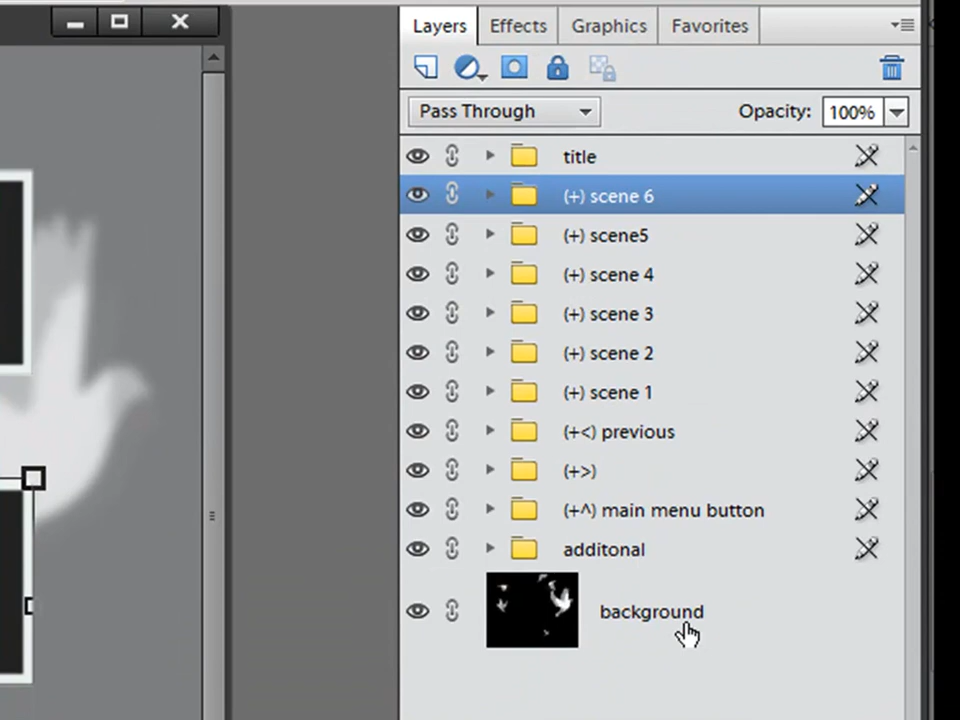 Layers Effects Graphics Favorites
Pass Through Opacity: 100%
title
(+) scene 6
(+) scene5
(+) scene 4
(+) scene 3
(+) scene 2
(+) scene 1
(+<) previous
(+>)
(+^) main menu button
additonal
background